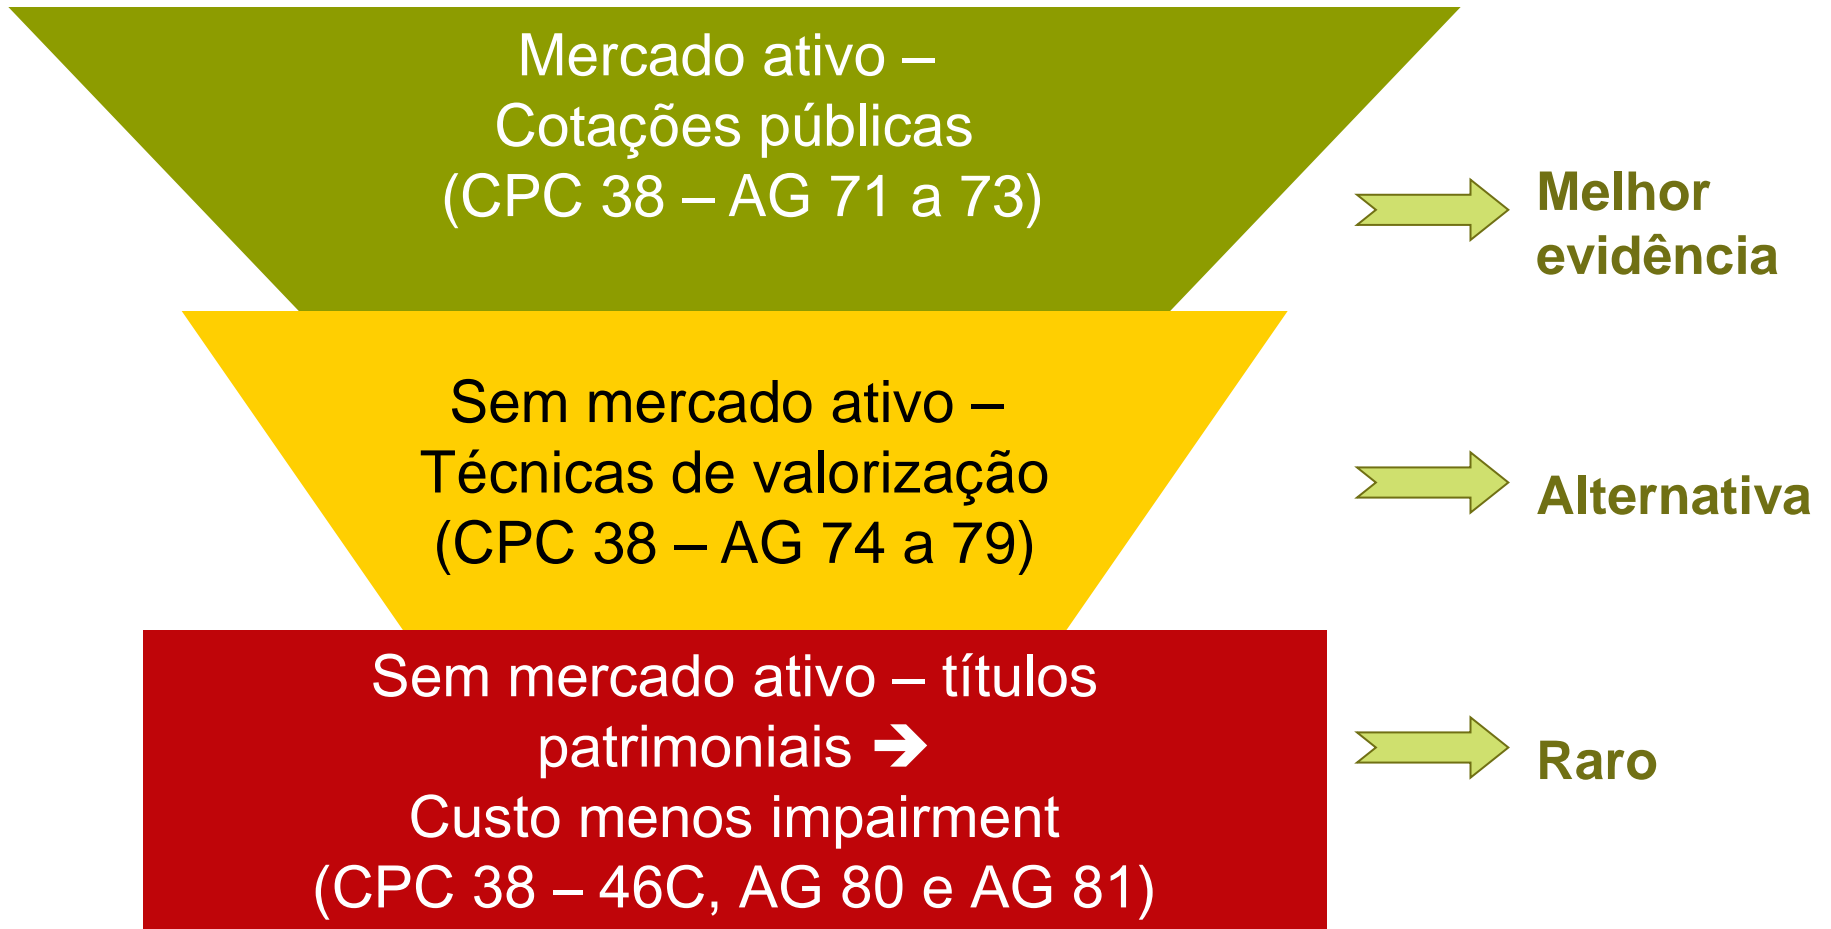 Mercado ativo –
Cotações públicas
(CPC 38 – AG 71 a 73)
Melhor
evidência
Sem mercado ativo –
Técnicas de valorização
(CPC 38 – AG 74 a 79)
Alternativa
Sem mercado ativo – títulos
patrimoniais ➔
Custo menos impairment
(CPC 38 – 46C, AG 80 e AG 81)
Raro